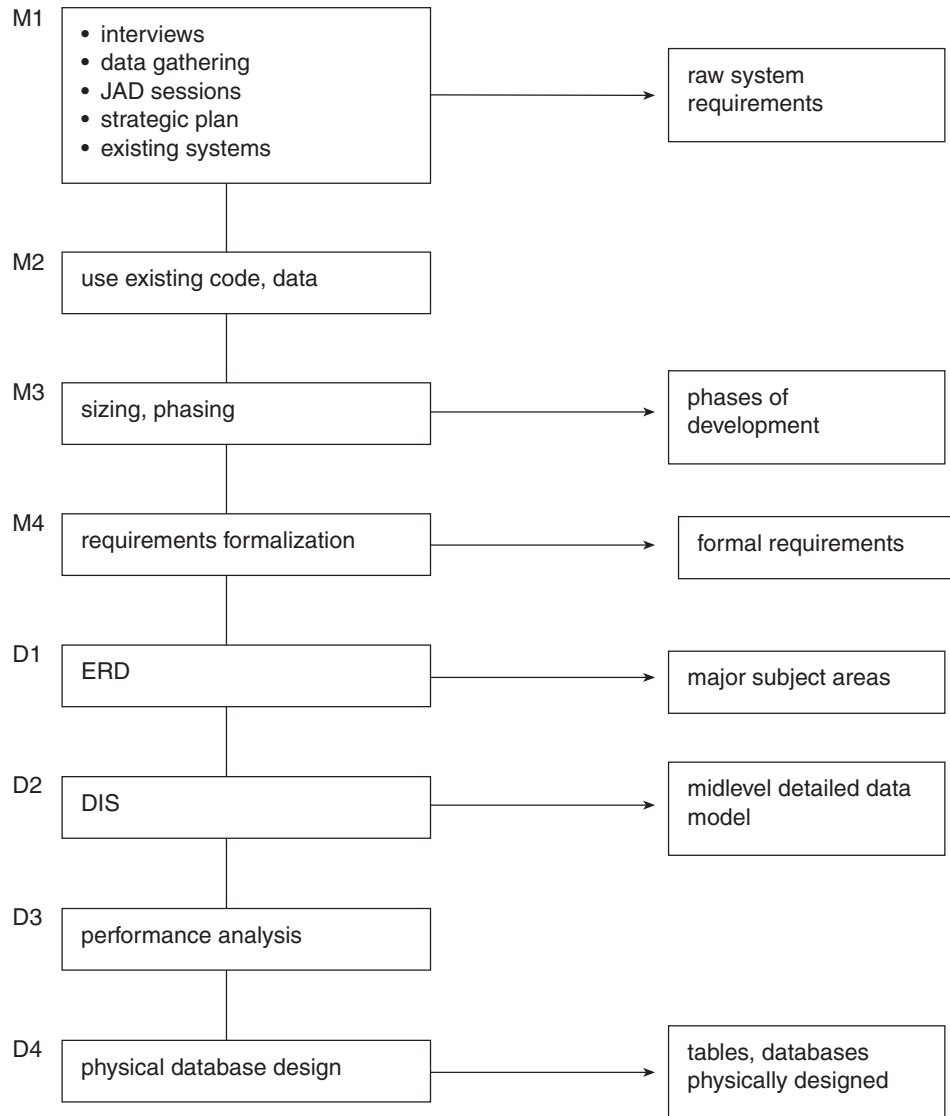 M1
• interviews
• data gathering
• JAD sessions
• strategic plan
• existing systems
raw system
requirements
M2
use existing code, data
M3
sizing, phasing
phases of
development
M4
requirements formalization
formal requirements
D1
ERD
major subject areas
D2
DIS
midlevel detailed data
model
D3
performance analysis
D4
physical database design
tables, databases
physically designed